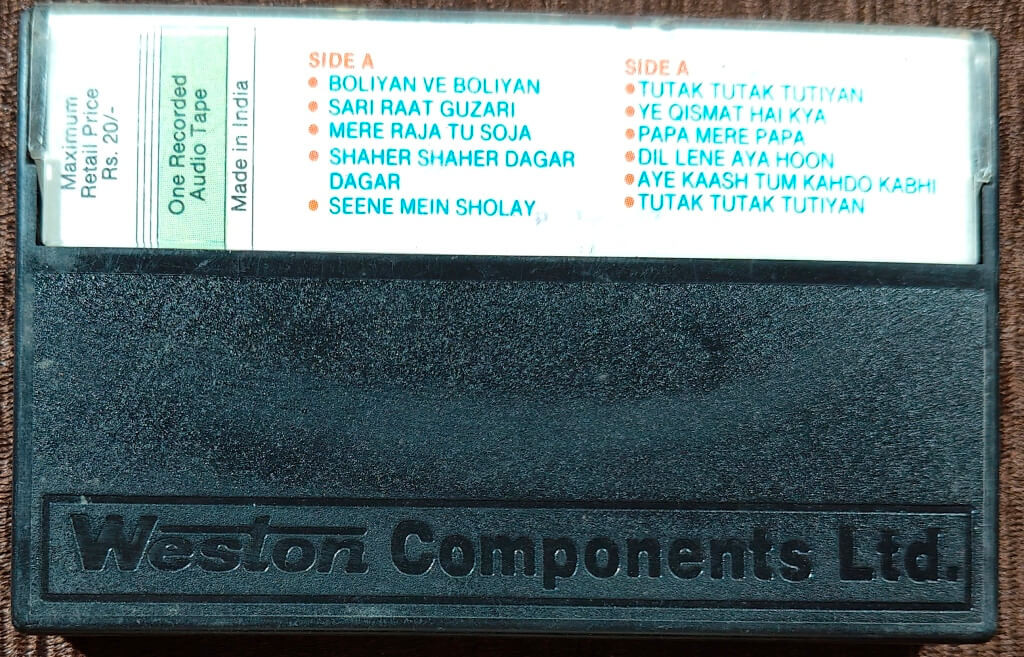 Maximum
Retail Price
Rs. 20/-
One Recorded
Audio Tape
Made in India
SIDE A
• BOLIYAN VE BOLIYAN
• SARI RAAT GUZARI
• MERE RAJA TU SOJA
• SHAHER SHAHER DAGAR
DAGAR
• SEENE MEIN SHOLAY
SIDE A
• TUTAK TUTAK TUTIYAN
• YE QISMAT HAI KYA
• PAPA MERE PAPA
• DIL LENE AYA HOON
• AYE KAASH TUM KAHDO KABHI
• TUTAK TUTAK TUTIYAN
Weston Components Ltd.